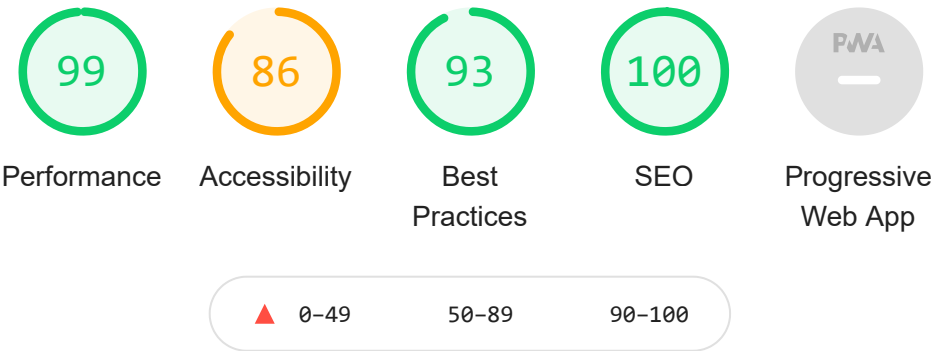 99
86
93
100
PWA
Performance
Accessibility
Best
Practices
SEO
Progressive
Web App
0–49
50–89
90–100